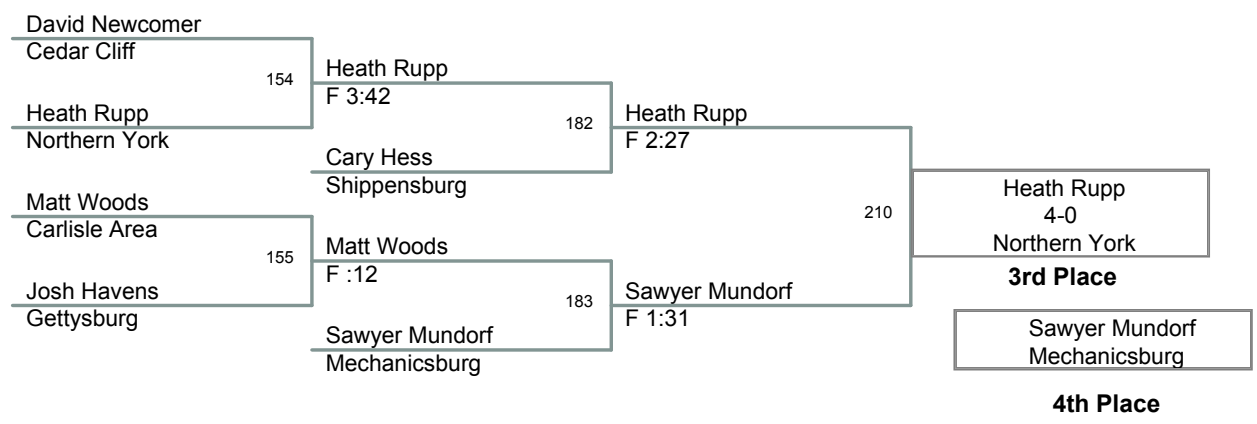 David Newcomer
Cedar Cliff
154
Heath Rupp
F 3:42
Heath Rupp
Northern York
182
Heath Rupp
F 2:27
Cary Hess
Shippensburg
Matt Woods
Carlisle Area
210
Heath Rupp
4-0
Northern York
3rd Place
155
Matt Woods
F :12
Josh Havens
Gettysburg
183
Sawyer Mundorf
F 1:31
Sawyer Mundorf
Mechanicsburg
Sawyer Mundorf
Mechanicsburg
4th Place